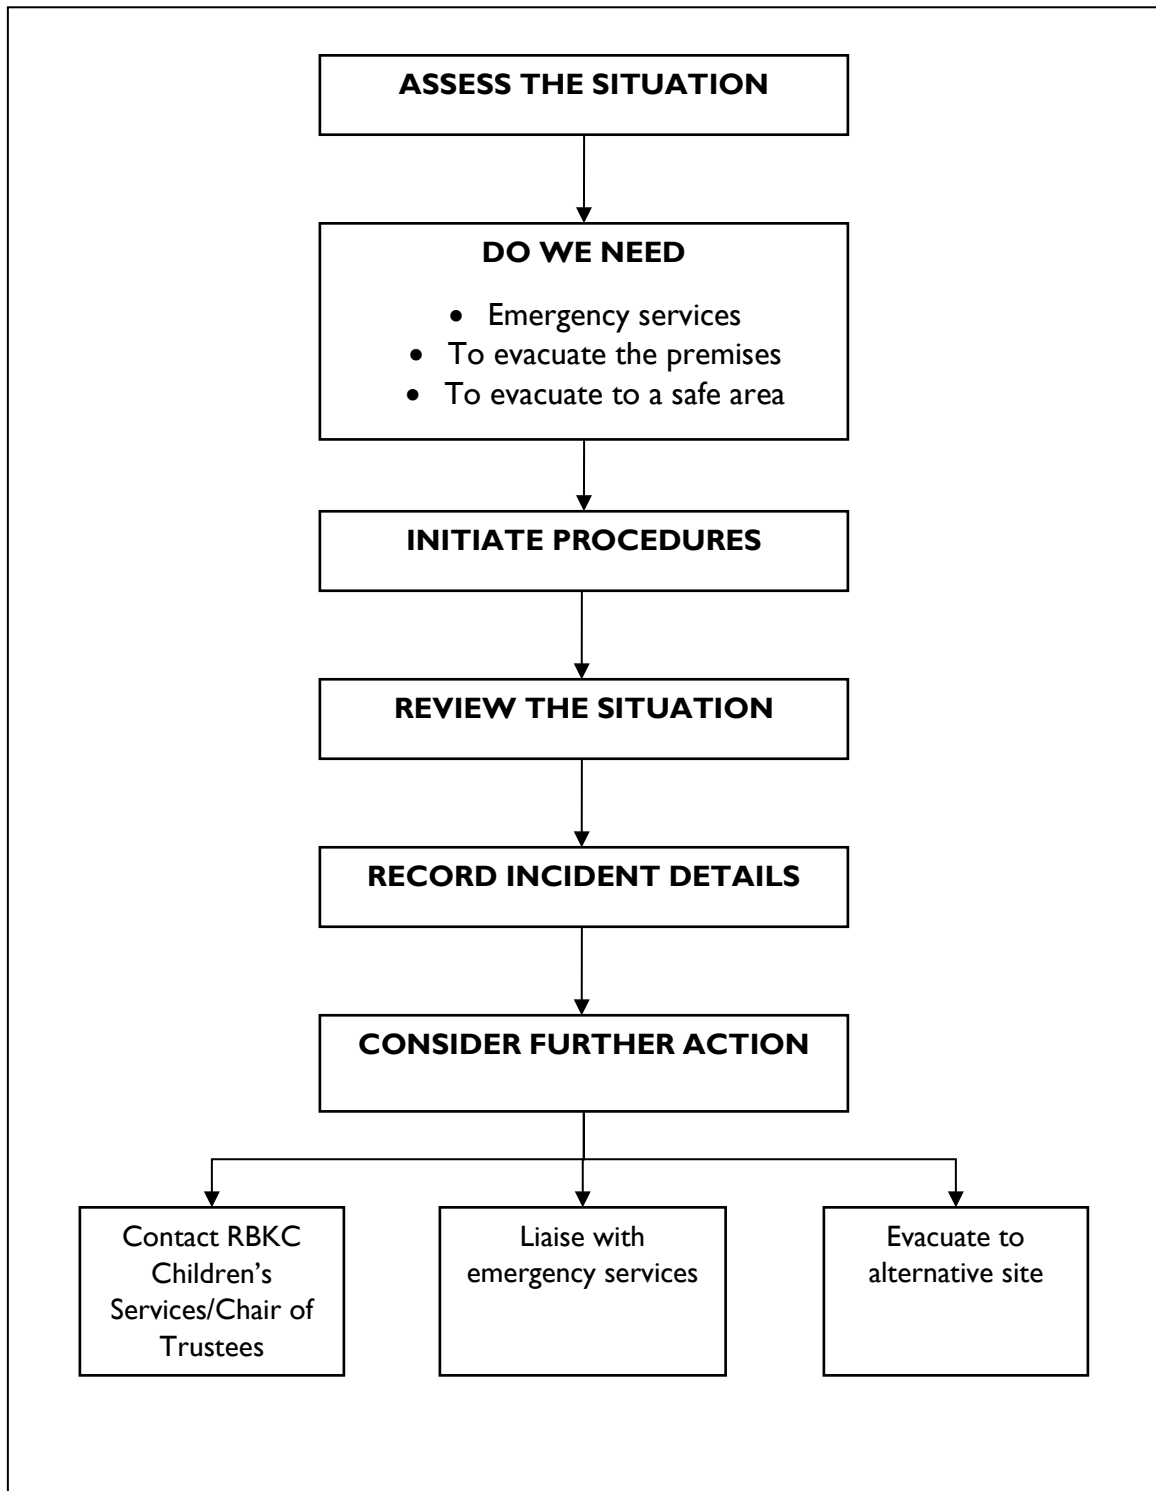 ASSESS THE SITUATION
DO WE NEED
• Emergency services
• To evacuate the premises
• To evacuate to a safe area
INITIATE PROCEDURES
REVIEW THE SITUATION
RECORD INCIDENT DETAILS
CONSIDER FURTHER ACTION
Contact RBKC
Children’s
Services/Chair of
Trustees
Liaise with
emergency services
Evacuate to
alternative site